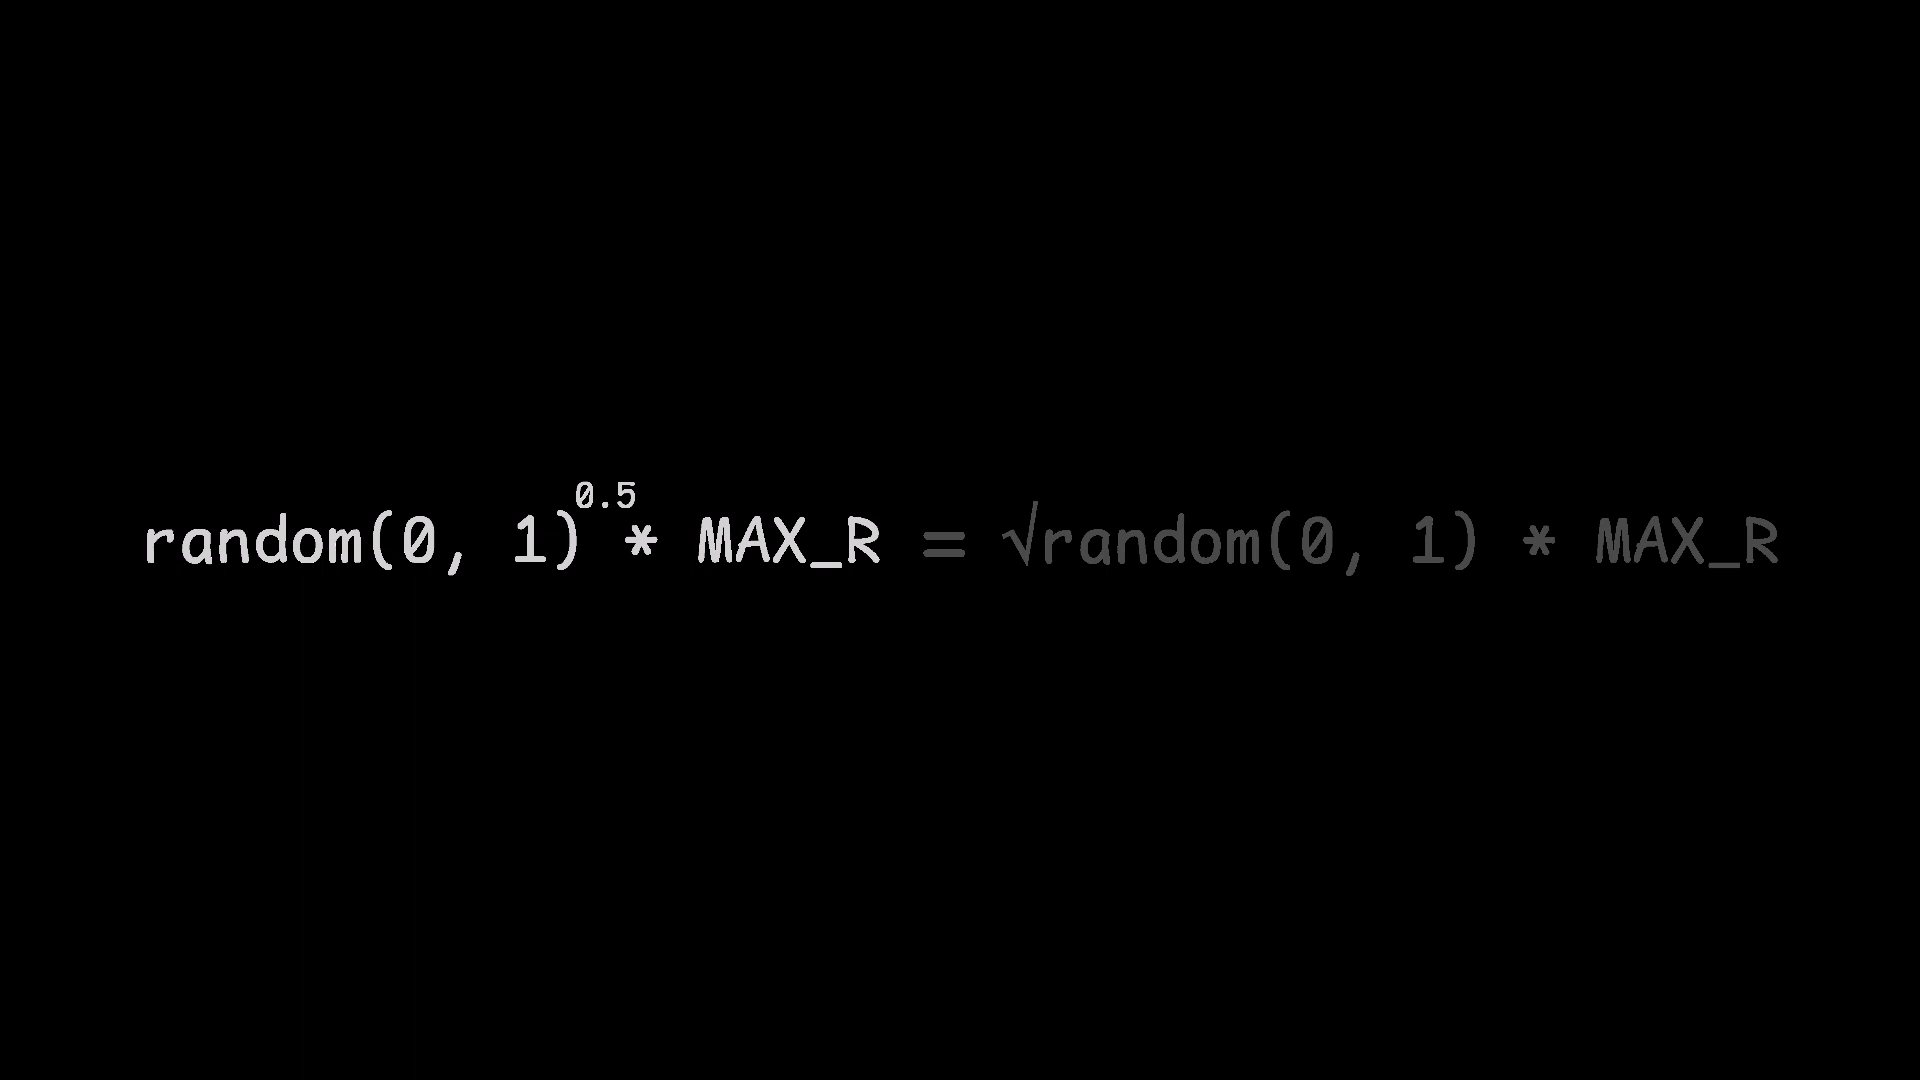 random(0, 1)^0.5 * MAX_R = √random(0, 1) * MAX_R